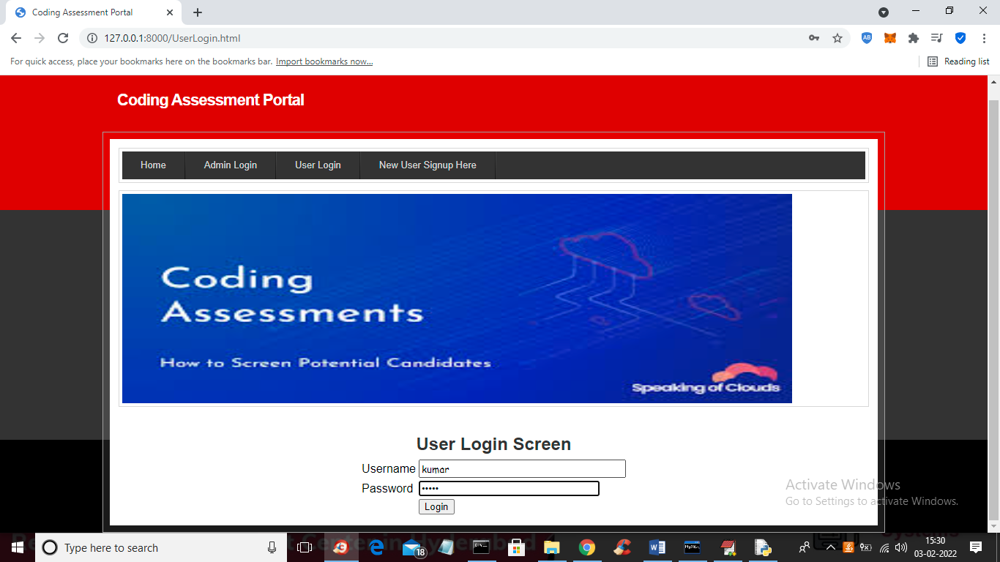 Coding Assessment Portal
127.0.0.1:8000/UserLogin.html
For quick access, place your bookmarks here on the bookmarks bar. Import bookmarks now...
Reading list
Coding Assessment Portal
Home Admin Login User Login New User Signup Here
Coding
Assessments
How to Screen Potential Candidates
Speaking of Clouds
User Login Screen
Username kumar
Password •••••
Login
Activate Windows
Go to Settings to activate Windows.
Type here to search
18
15:30
03-02-2022